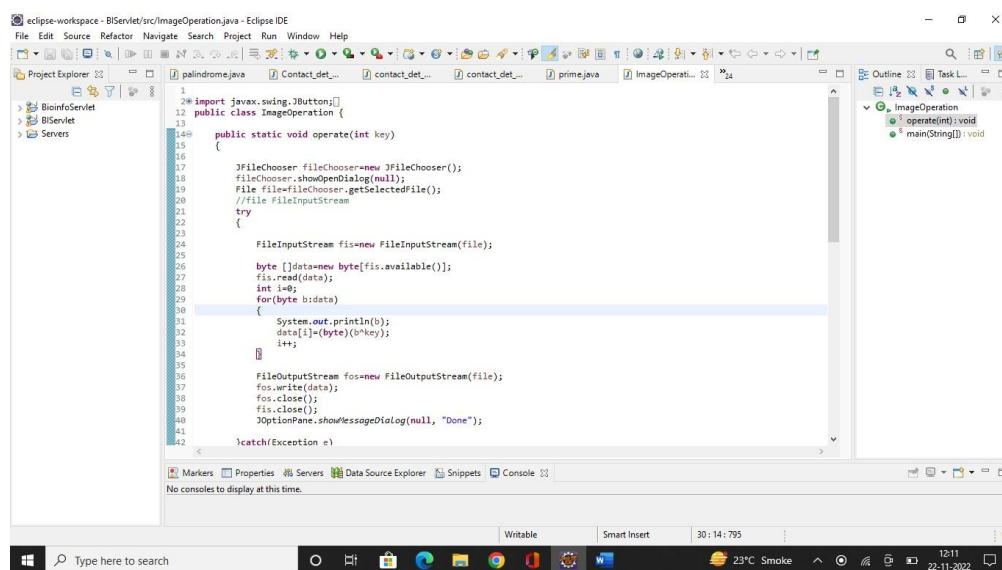 eclipse-workspace - BIServlet/src/ImageOperation.java - Eclipse IDE
File Edit Source Refactor Navigate Search Project Run Window Help
Project Explorer
palindrome.java Contact_det_... contact_det_... contact_det_... prime.java ImageOperati... »24
Outline Task L...
BioinfoServlet
BIServlet
Servers
ImageOperation
operate(int) : void
main(String[]) : void
1
2 import javax.swing.JButton;
12 public class ImageOperation {
13
14 public static void operate(int key)
15 {
16
17 JFileChooser fileChooser=new JFileChooser();
18 fileChooser.showOpenDialog(null);
19 File file=fileChooser.getSelectedFile();
20 //file FileInputStream
21 try
22 {
23
24 FileInputStream fis=new FileInputStream(file);
25
26 byte []data=new byte[fis.available()];
27 fis.read(data);
28 int i=0;
29 for(byte b:data)
30 {
31 System.out.println(b);
32 data[i]=(byte)(b^key);
33 i++;
34 }
35
36 FileOutputStream fos=new FileOutputStream(file);
37 fos.write(data);
38 fos.close();
39 fis.close();
40 JOptionPane.showMessageDialog(null, "Done");
41
42 }catch(Exception e)
Markers Properties Servers Data Source Explorer Snippets Console
No consoles to display at this time.
Writable Smart Insert 30 : 14 : 795
Type here to search
23°C Smoke
12:11
22-11-2022